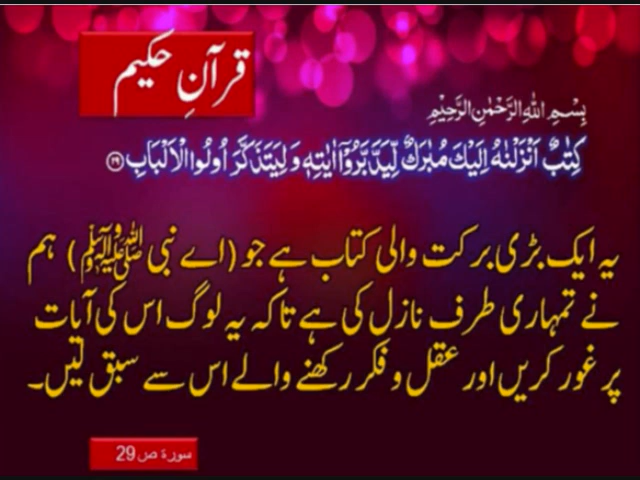 قرآنِ حکیم
بِسْمِ اللّٰهِ الرَّحْمٰنِ الرَّحِيْمِ
كِتٰبٌ اَنْزَلْنٰهُ اِلَيْكَ مُبٰرَكٌ لِّيَدَّبَّرُوْۤا اٰيٰتِهٖ وَ لِيَتَذَكَّرَ اُولُوا الْاَلْبَابِ ﴿۲۹﴾
یہ ایک بڑی برکت والی کتاب ہے جو (اے نبی ﷺ) ہم
نے تمہاری طرف نازل کی ہے تاکہ یہ لوگ اس کی آیات
پر غور کریں اور عقل و فکر رکھنے والے اس سے سبق لیں۔
سورۃ ص 29